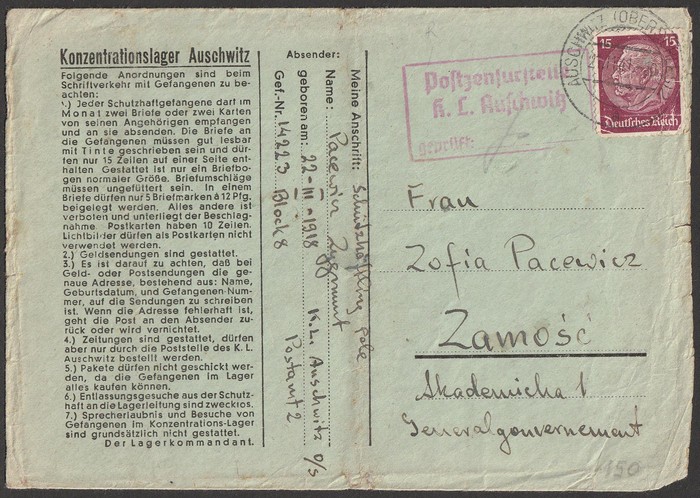 Konzentrationslager Auschwitz
Folgende Anordnungen sind beim
Schriftverkehr mit Gefangenen zu be-
achten:
1.) Jeder Schutzhaftgefangene darf im
Monat zwei Briefe oder zwei Karten
von seinen Angehörigen empfangen
und an sie absenden. Die Briefe an
die Gefangenen müssen gut lesbar
mit Tinte geschrieben sein und dür-
fen nur 15 Zeilen auf einer Seite ent-
halten Gestattet ist nur ein Briefbo-
gen normaler Größe. Briefumschläge
müssen ungefüttert sein. In einem
Briefe dürfen nur 5 Briefmarken á 12 Pfg.
beigelegt werden. Alles andere ist
verboten und unterliegt der Beschlag-
nahme Postkarten haben 10 Zeilen.
Lichtbilder dürfen als Postkarten nicht
verwendet werden.
2.) Geldsendungen sind gestattet.
3.) Es ist darauf zu achten, daß bei
Geld- oder Postsendungen die ge-
naue Adresse, bestehend aus: Name,
Geburtsdatum, und Gefangenen-Num-
mer, auf die Sendungen zu schreiben
ist. Wenn die Adresse fehlerhaft ist,
geht die Post an den Absender zu-
rück oder wird vernichtet.
4.) Zeitungen sind gestattet, dürfen
aber nur durch die Poststelle des K. L.
Auschwitz bestellt werden.
5.) Pakete dürfen nicht geschickt wer-
den, da die Gefangenen im Lager
alles kaufen können.
6.) Entlassungsgesuche aus der Schutz-
haft an die Lagerleitung sind zwecklos.
7.) Sprecherlaubnis und Besuche von
Gefangenen im Konzentrations-Lager
sind grundsätzlich nicht gestattet.
Der Lagerkommandant.
Absender:
Meine Anschrift: Schutzhäftling Pole
Name: Pacewicz Zygmunt
geboren am: 22-III-1918 K.L. Auschwitz O/S
Gef.-Nr. 14223 Block 8 Postamt 2
Postzensurstelle
K. L. Auschwitz
geprüft:
AUSCHWITZ
15 15
Deutsches Reich
Frau
Zofia Pacewicz
Zamość
Akademicka 1
Generalgouvernement
150